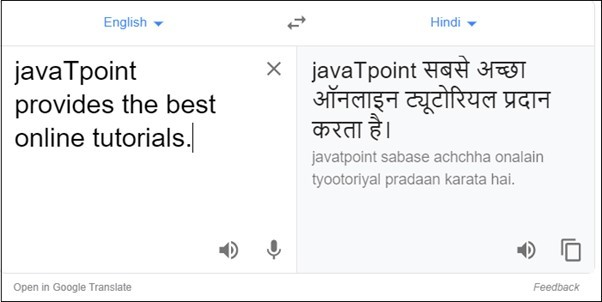 English
Hindi
javaTpoint
provides the best
online tutorials.
javaTpoint सबसे अच्छा
ऑनलाइन ट्यूटोरियल प्रदान
करता है।
javatpoint sabase achchha onalain
tyootoriyal pradaan karata hai.
Open in Google Translate
Feedback